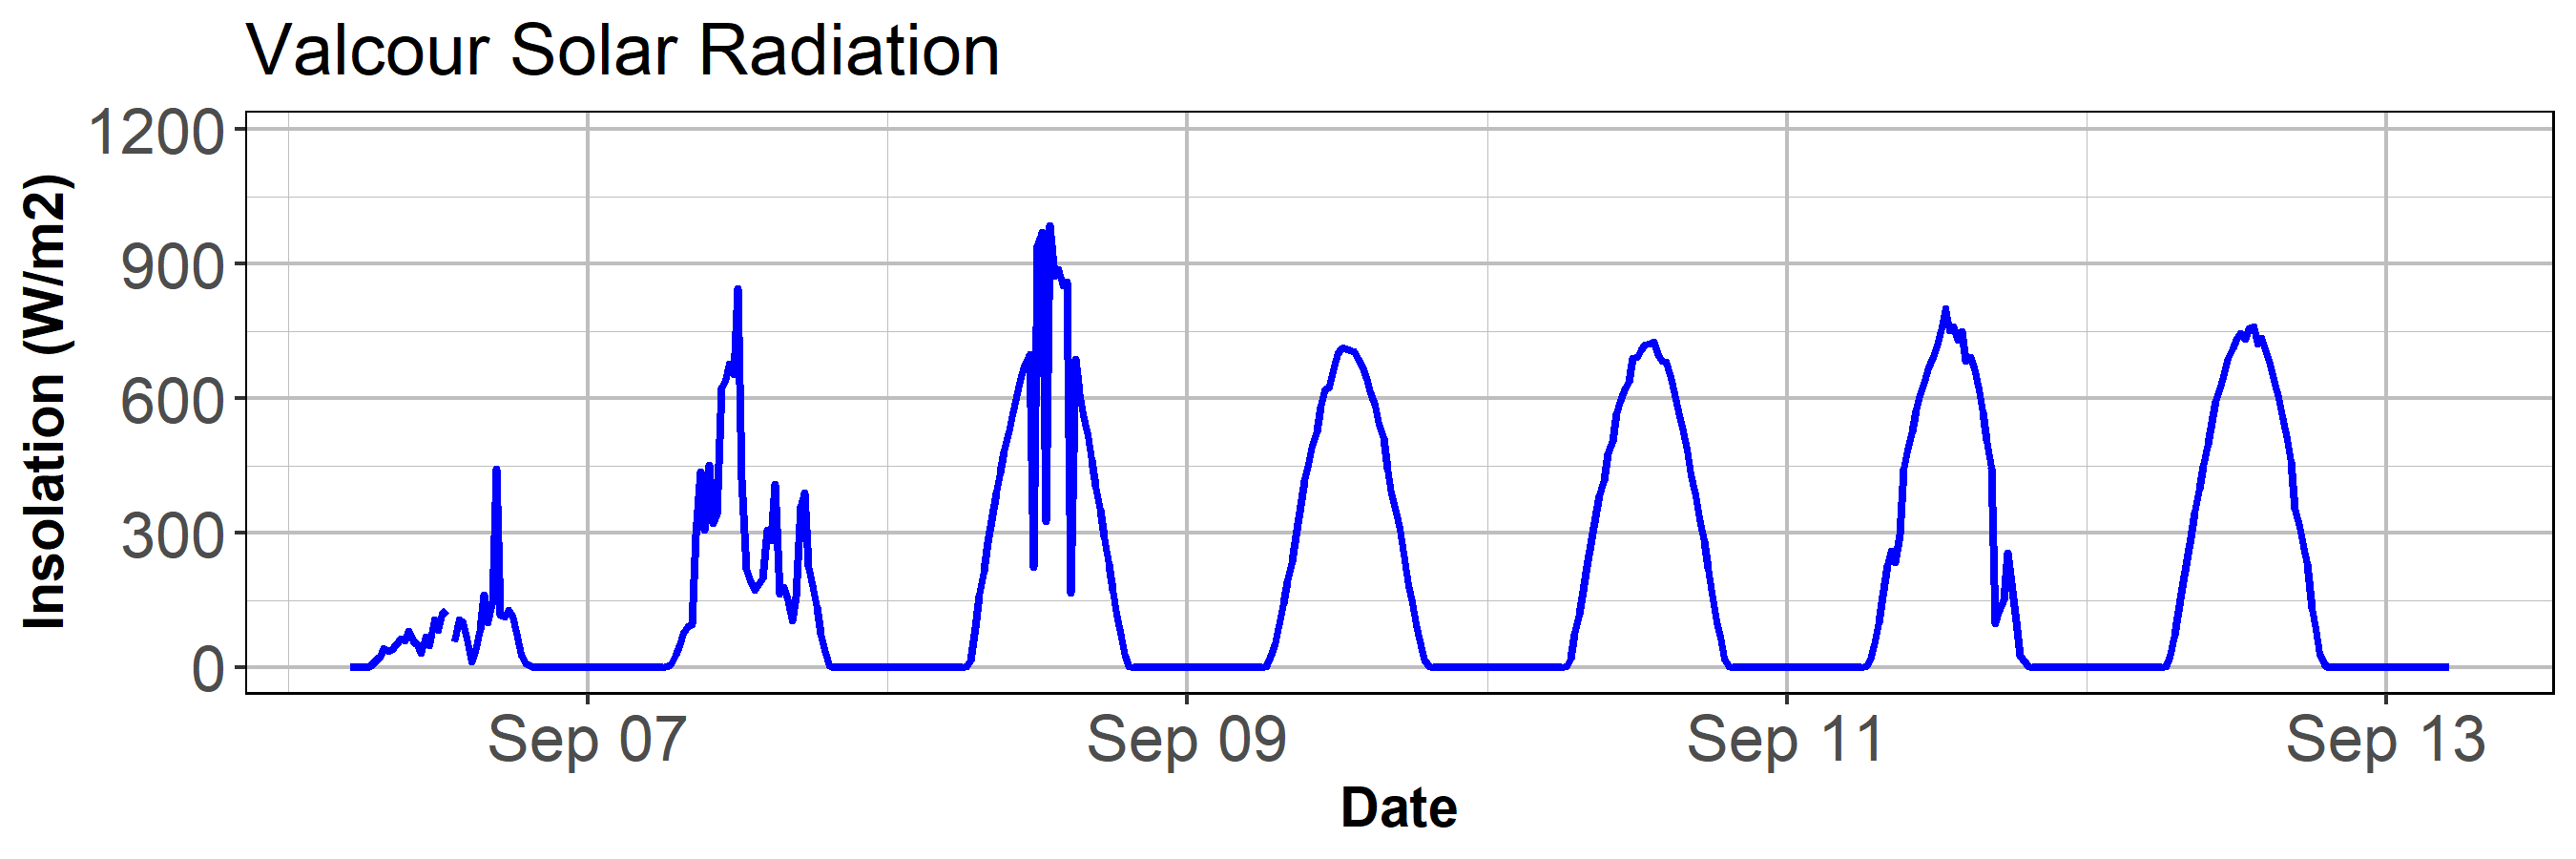 Valcour Solar Radiation
1200
900
600
300
0
Insolation (W/m2)
Sep 07
Sep 09
Sep 11
Sep 13
Date